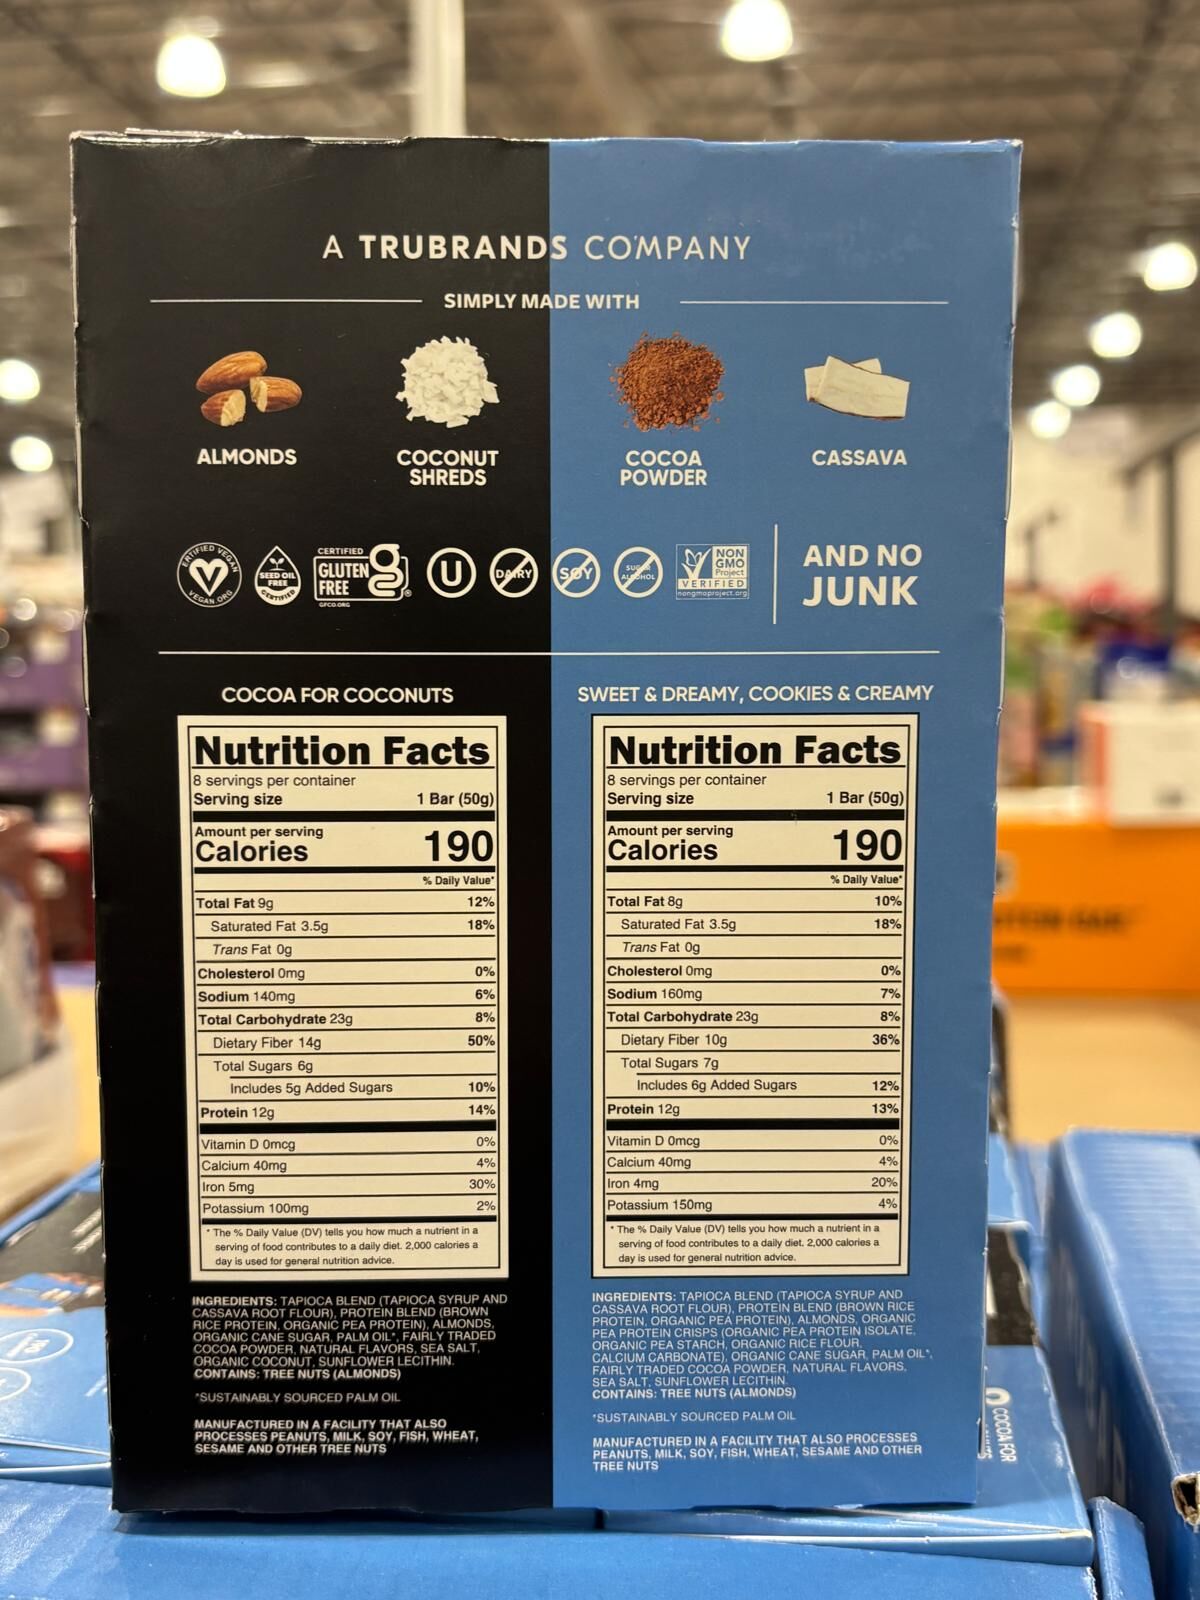 A TRUBRANDS COMPANY
SIMPLY MADE WITH
ALMONDS
COCONUT
SHREDS
COCOA
POWDER
CASSAVA
CERTIFIED VEGAN
VEGAN.ORG
SEED OIL
FREE
CERTIFIED
CERTIFIED
GLUTEN
FREE
g
®
GFCO.ORG
U
DAIRY
SOY
SUGAR
ALCOHOL
NON
GMO
Project
VERIFIED
nongmoproject.org
AND NO
JUNK
COCOA FOR COCONUTS
Nutrition Facts
8 servings per container
Serving size 1 Bar (50g)
Amount per serving
Calories 190
% Daily Value*
Total Fat 9g 12%
Saturated Fat 3.5g 18%
Trans Fat 0g
Cholesterol 0mg 0%
Sodium 140mg 6%
Total Carbohydrate 23g 8%
Dietary Fiber 14g 50%
Total Sugars 6g
Includes 5g Added Sugars 10%
Protein 12g 14%
Vitamin D 0mcg 0%
Calcium 40mg 4%
Iron 5mg 30%
Potassium 100mg 2%
* The % Daily Value (DV) tells you how much a nutrient in a
serving of food contributes to a daily diet. 2,000 calories a
day is used for general nutrition advice.
INGREDIENTS: TAPIOCA BLEND (TAPIOCA SYRUP AND
CASSAVA ROOT FLOUR), PROTEIN BLEND (BROWN
RICE PROTEIN, ORGANIC PEA PROTEIN), ALMONDS,
ORGANIC CANE SUGAR, PALM OIL*, FAIRLY TRADED
COCOA POWDER, NATURAL FLAVORS, SEA SALT,
ORGANIC COCONUT, SUNFLOWER LECITHIN.
CONTAINS: TREE NUTS (ALMONDS)
*SUSTAINABLY SOURCED PALM OIL
MANUFACTURED IN A FACILITY THAT ALSO
PROCESSES PEANUTS, MILK, SOY, FISH, WHEAT,
SESAME AND OTHER TREE NUTS
SWEET & DREAMY, COOKIES & CREAMY
Nutrition Facts
8 servings per container
Serving size 1 Bar (50g)
Amount per serving
Calories 190
% Daily Value*
Total Fat 8g 10%
Saturated Fat 3.5g 18%
Trans Fat 0g
Cholesterol 0mg 0%
Sodium 160mg 7%
Total Carbohydrate 23g 8%
Dietary Fiber 10g 36%
Total Sugars 7g
Includes 6g Added Sugars 12%
Protein 12g 13%
Vitamin D 0mcg 0%
Calcium 40mg 4%
Iron 4mg 20%
Potassium 150mg 4%
* The % Daily Value (DV) tells you how much a nutrient in a
serving of food contributes to a daily diet. 2,000 calories a
day is used for general nutrition advice.
INGREDIENTS: TAPIOCA BLEND (TAPIOCA SYRUP AND
CASSAVA ROOT FLOUR), PROTEIN BLEND (BROWN RICE
PROTEIN, ORGANIC PEA PROTEIN), ALMONDS, ORGANIC
PEA PROTEIN CRISPS (ORGANIC PEA PROTEIN ISOLATE,
ORGANIC PEA STARCH, ORGANIC RICE FLOUR,
CALCIUM CARBONATE), ORGANIC CANE SUGAR, PALM OIL*,
FAIRLY TRADED COCOA POWDER, NATURAL FLAVORS,
SEA SALT, SUNFLOWER LECITHIN.
CONTAINS: TREE NUTS (ALMONDS)
*SUSTAINABLY SOURCED PALM OIL
MANUFACTURED IN A FACILITY THAT ALSO PROCESSES
PEANUTS, MILK, SOY, FISH, WHEAT, SESAME AND OTHER
TREE NUTS
COCOA FOR